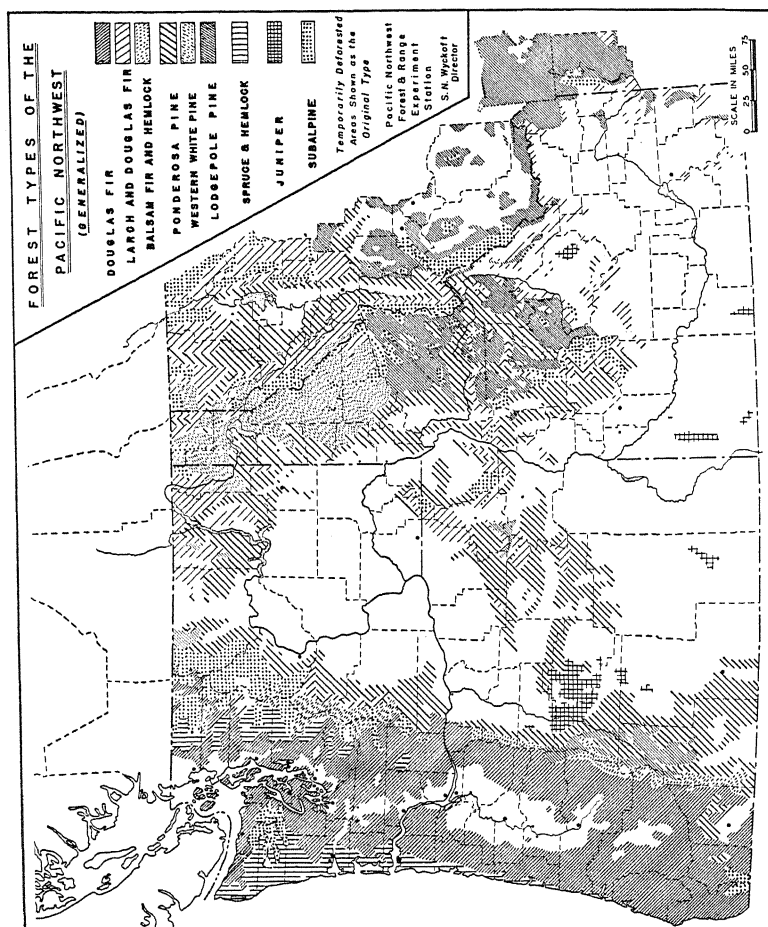 FOREST TYPES OF THE
PACIFIC NORTHWEST
(GENERALIZED)
DOUGLAS FIR
LARCH AND DOUGLAS FIR
BALSAM FIR AND HEMLOCK
PONDEROSA PINE
WESTERN WHITE PINE
LODGEPOLE PINE
SPRUCE & HEMLOCK
JUNIPER
SUBALPINE
Temporarily Deforested
Areas Shown as the
Original Type
Pacific Northwest
Forest & Range
Experiment
Station
S.N. Wyckoff
Director
SCALE IN MILES
0 25 50 75